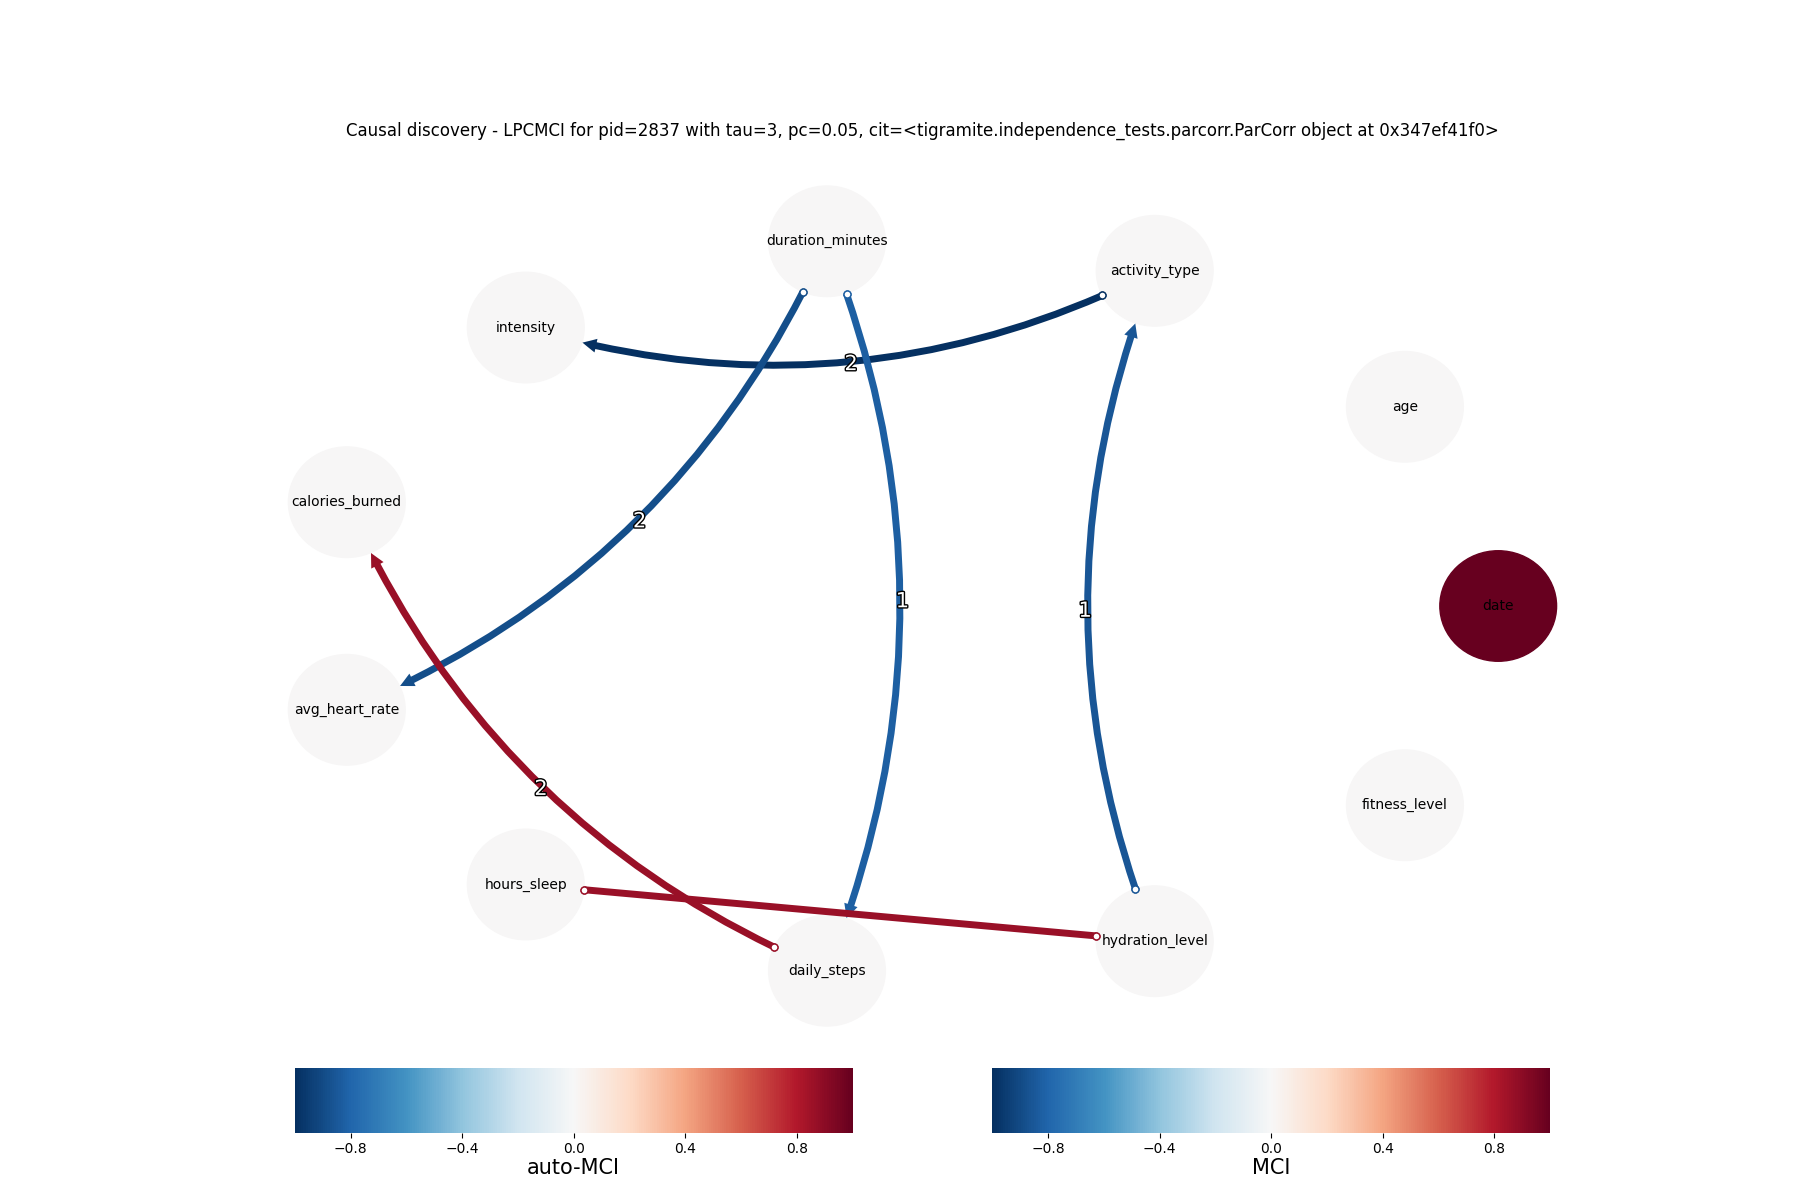 Causal discovery - LPCMCI for pid=2837 with tau=3, pc=0.05, cit=<tigramite.independence_tests.parcorr.ParCorr object at 0x347ef41f0>
duration_minutes
activity_type
intensity
2
age
calories_burned
2
1
1
date
avg_heart_rate
2
fitness_level
hours_sleep
hydration_level
daily_steps
−0.8 −0.4 0.0 0.4 0.8
auto-MCI
−0.8 −0.4 0.0 0.4 0.8
MCI